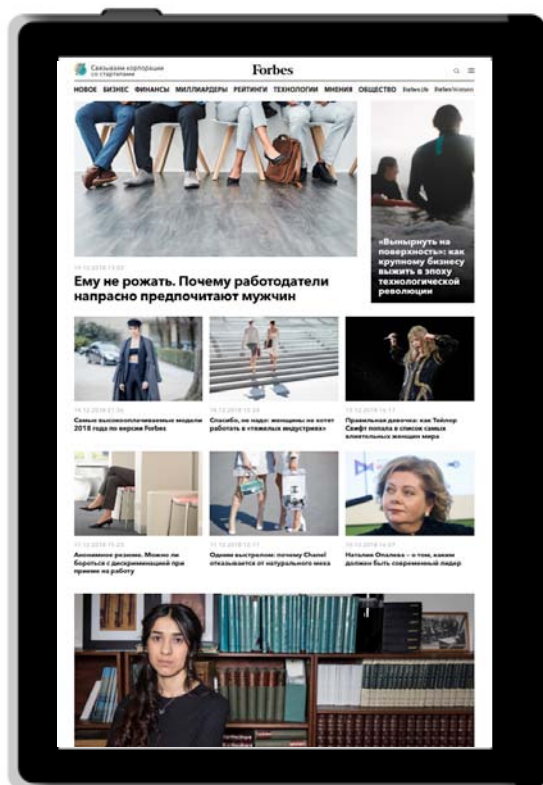 Связываем корпорации
со стартапами
Forbes
НОВОЕ БИЗНЕС ФИНАНСЫ МИЛЛИАРДЕРЫ РЕЙТИНГИ ТЕХНОЛОГИИ МНЕНИЯ ОБЩЕСТВО Forbes Life Forbes Woman
«Вынырнуть на
поверхность»: как
крупному бизнесу
выжить в эпоху
технологической
революции
Ему не рожать. Почему работодатели
напрасно предпочитают мужчин
Самые высокооплачиваемые модели
2018 года по версии Forbes
Спасибо, не надо: женщины не хотят
работать в «тяжелых индустриях»
Правильная девочка: как Тейлор
Свифт попала в список самых
влиятельных женщин мира
Анонимное резюме. Можно ли
бороться с дискриминацией при
приеме на работу
Одним выстрелом: почему Chanel
отказывается от натурального меха
Наталия Опалева – о том, каким
должен быть современный лидер